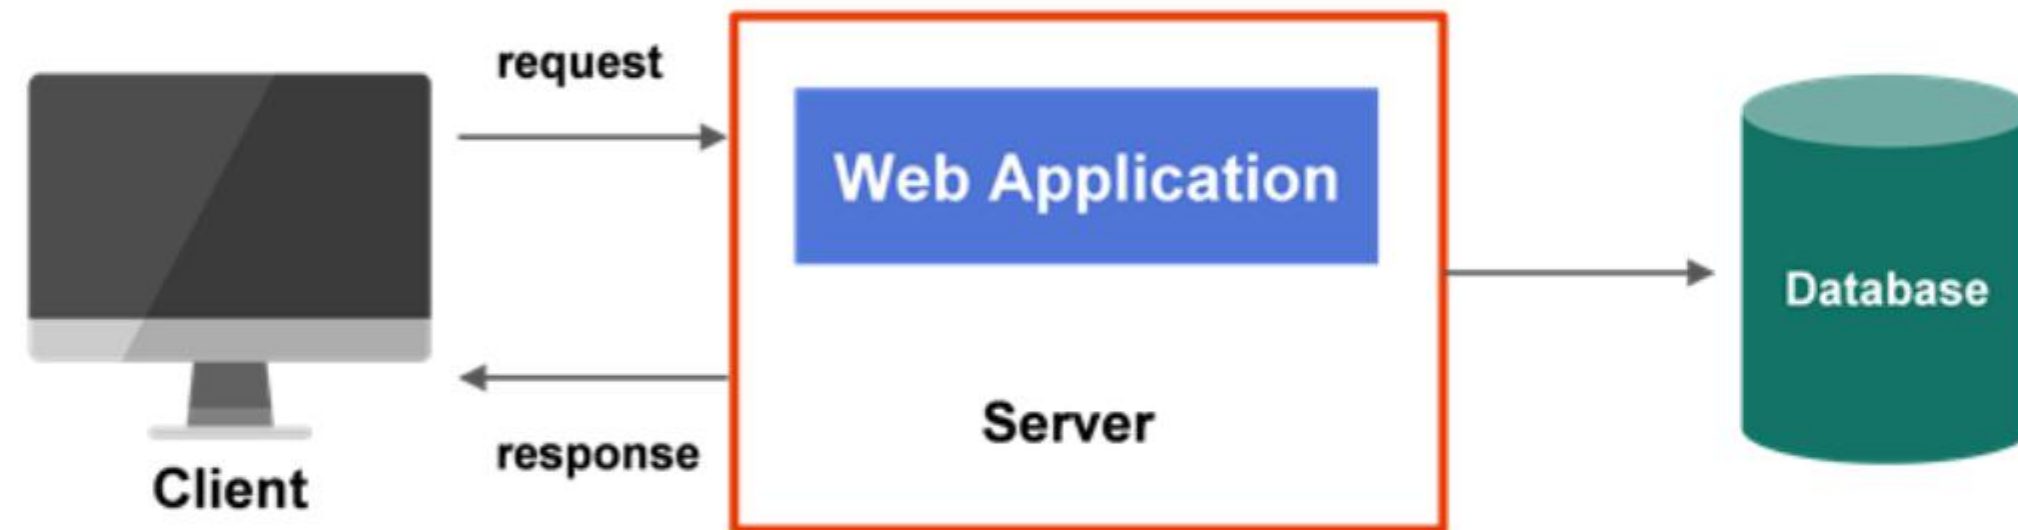 request
Web Application
Database
Server
response
Client